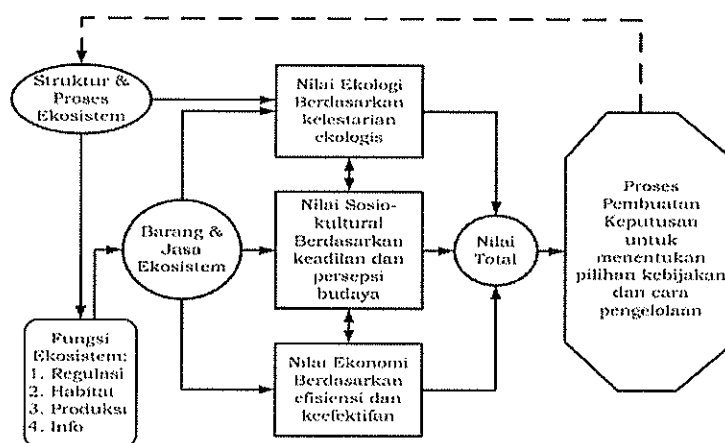 Struktur &
Proses
Ekosistem
Nilai Ekologi
Berdasarkan
kelestarian
ekologis
Barang &
Jasa
Ekosistem
Nilai Sosio-
kultural
Berdasarkan
keadilan dan
persepsi
budaya
Nilai
Total
Proses
Pembuatan
Keputusan
untuk
menentukan
pilihan kebijakan
dan cara
pengelolaan
Fungsi
Ekosistem:
1. Regulasi
2. Habitat
3. Produksi
4. Info
Nilai Ekonomi
Berdasarkan
efisiensi dan
keefektifan